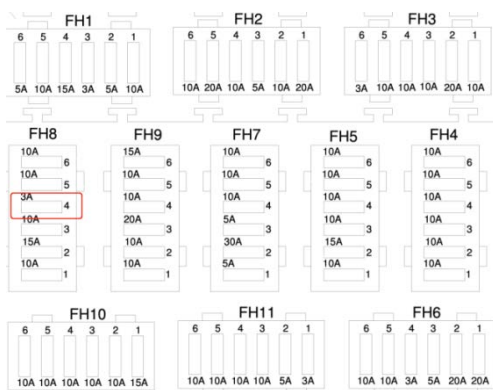 FH1 FH2 FH3
6 5 4 3 2 1 6 5 4 3 2 1 6 5 4 3 2 1
5A 10A 15A 3A 5A 10A 10A 20A 10A 5A 10A 20A 3A 10A 10A 10A 20A 10A
FH8 FH9 FH7 FH5 FH4
10A 15A 10A 10A 10A
6 6 6 6 6
10A 10A 10A 10A 10A
5 5 5 5 5
3A 10A 10A 10A 10A
4 4 4 4 4
10A 20A 5A 10A 10A
3 3 3 3 3
15A 10A 30A 10A 10A
2 2 2 2 2
10A 10A 5A 10A 10A
1 1 1 1 1
FH10 FH11 FH6
6 5 4 3 2 1 6 5 4 3 2 1 6 5 4 3 2 1
10A 10A 10A 10A 10A 15A 10A 10A 10A 10A 5A 3A 10A 10A 3A 5A 20A 20A